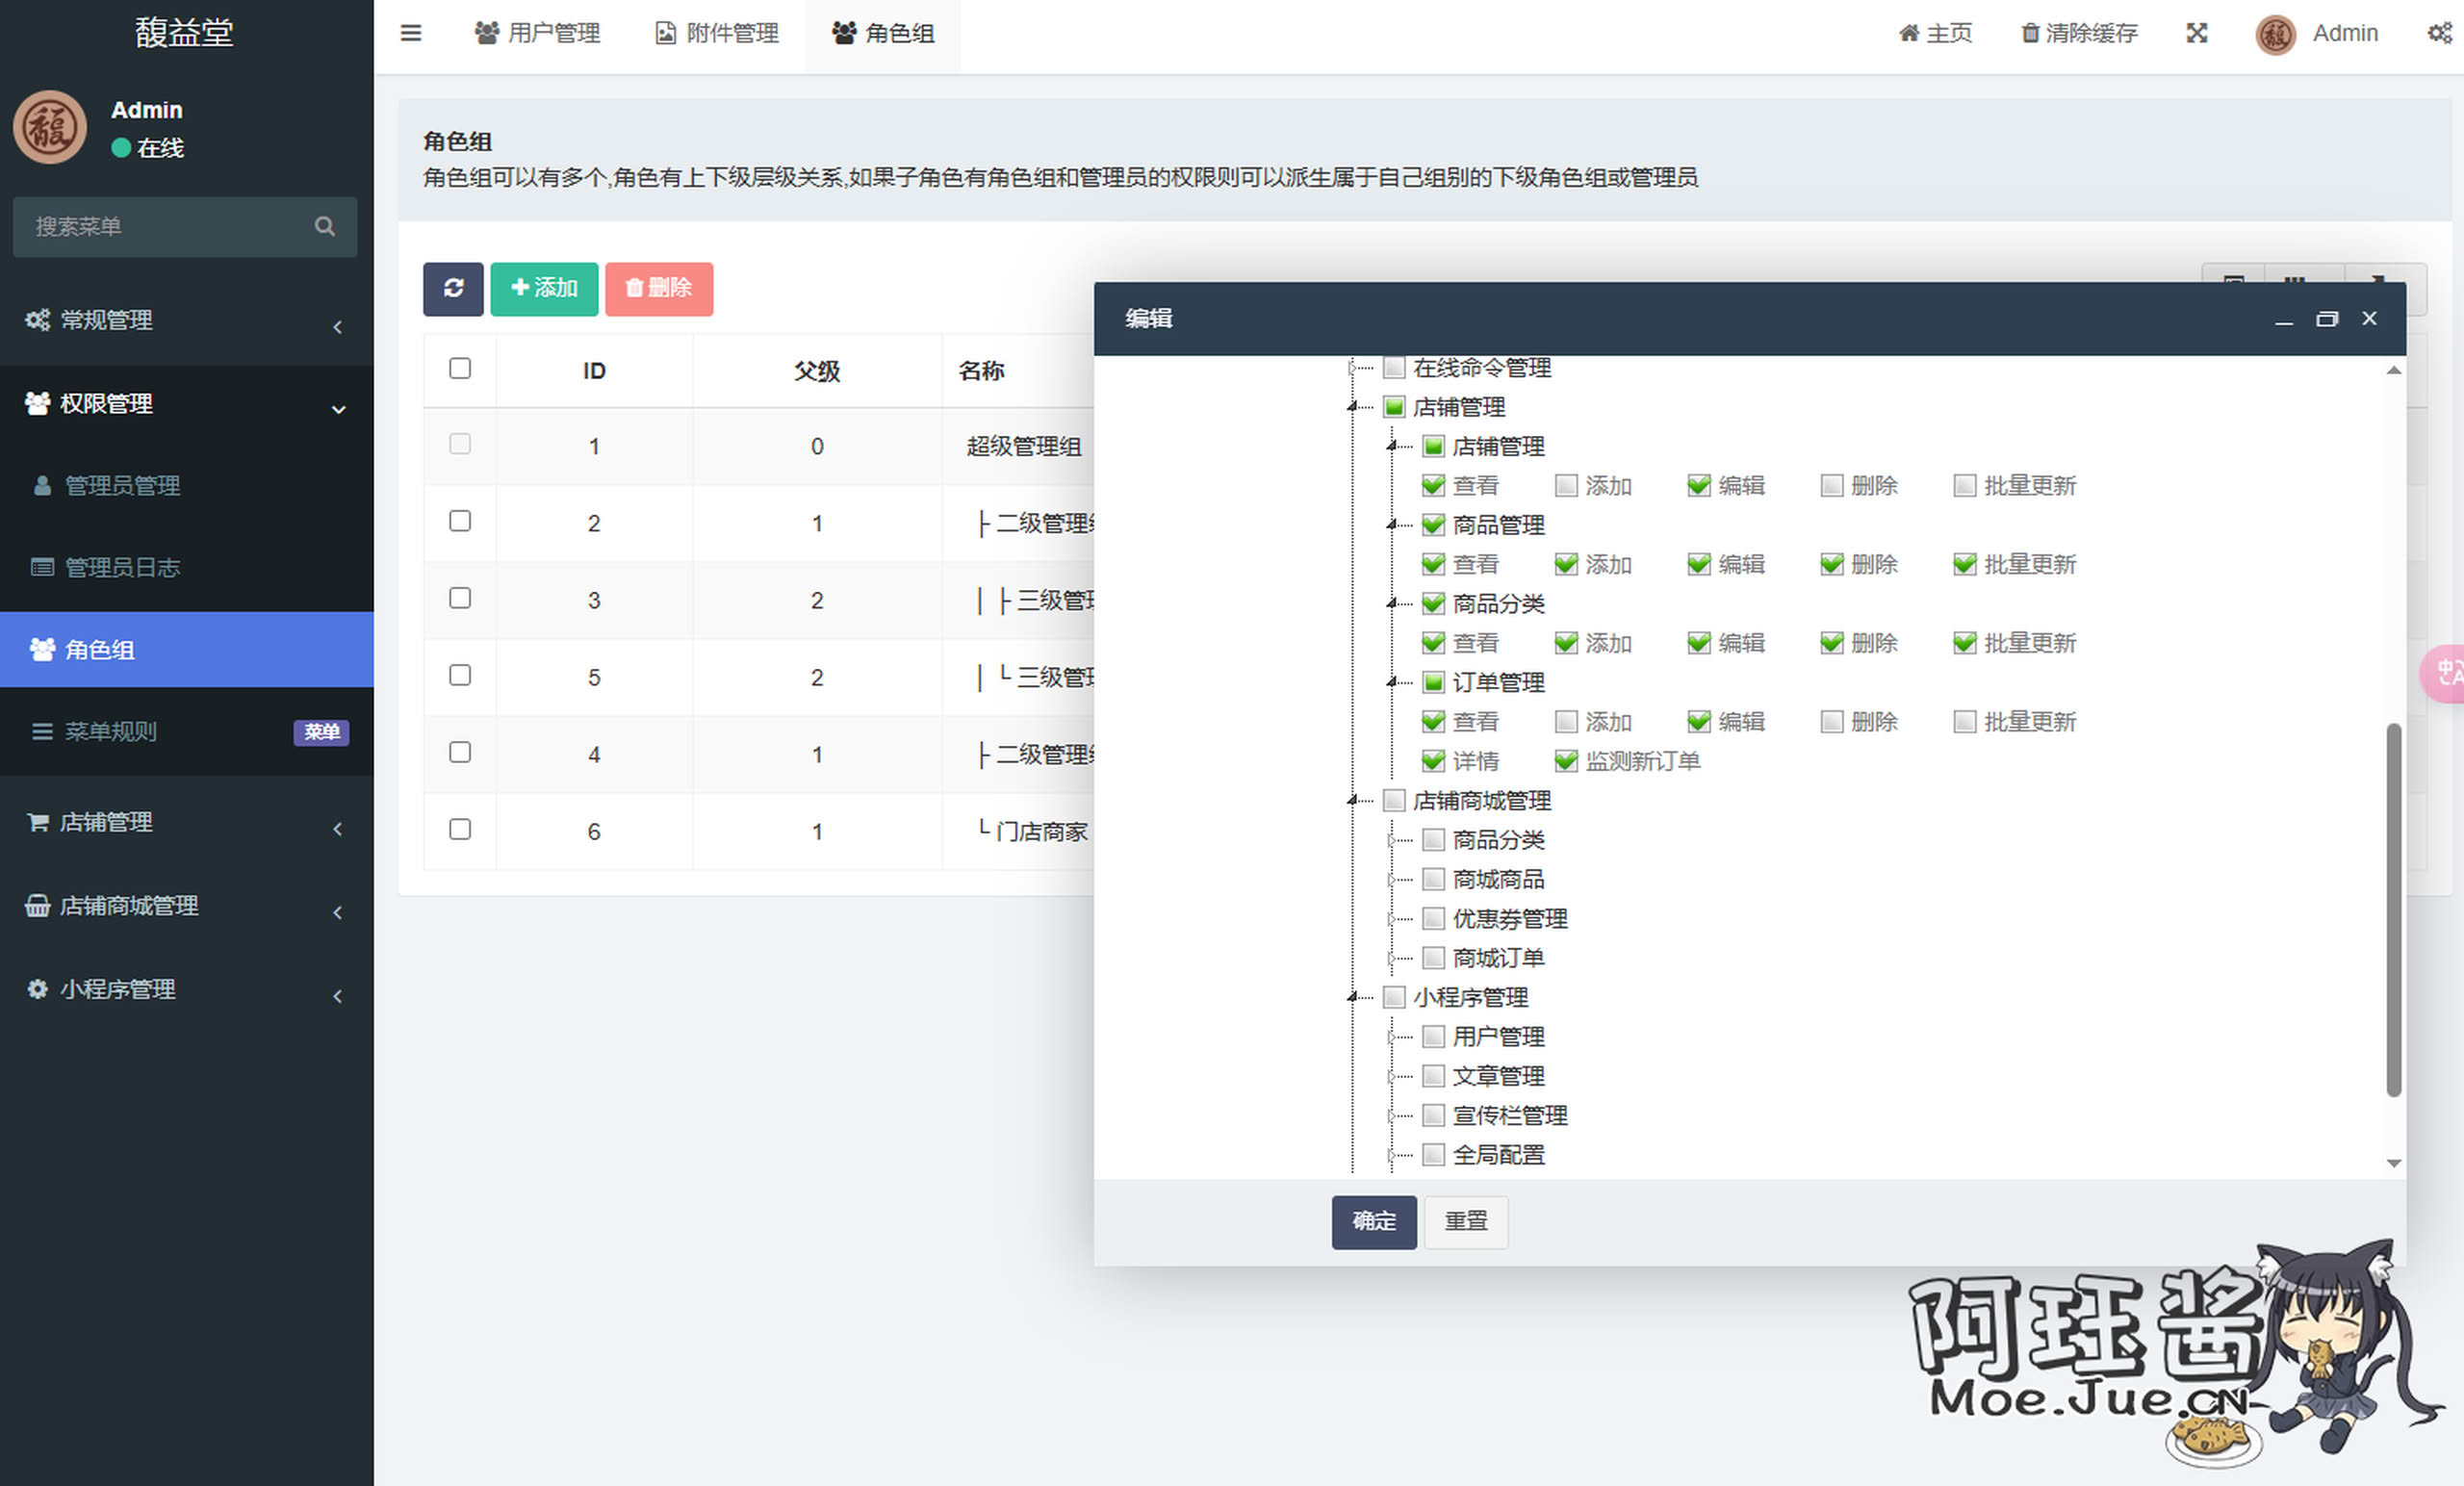 馥益堂
用户管理
附件管理
角色组
主页
清除缓存
Admin
Admin
在线
搜索菜单
常规管理
权限管理
管理员管理
管理员日志
角色组
菜单规则
菜单
店铺管理
店铺商城管理
小程序管理
角色组
角色组可以有多个,角色有上下级层级关系,如果子角色有角色组和管理员的权限则可以派生属于自己组别的下级角色组或管理员
添加
删除
ID 父级 名称
1 0 超级管理组
2 1 ├ 二级管理
3 2 │ ├ 三级管
5 2 │ └ 三级管
4 1 ├ 二级管理
6 1 └ 门店商家
编辑
在线命令管理
店铺管理
店铺管理
查看 添加 编辑 删除 批量更新
商品管理
查看 添加 编辑 删除 批量更新
商品分类
查看 添加 编辑 删除 批量更新
订单管理
查看 添加 编辑 删除 批量更新
详情 监测新订单
店铺商城管理
商品分类
商城商品
优惠券管理
商城订单
小程序管理
用户管理
文章管理
宣传栏管理
全局配置
确定
重置
阿珏酱
Moe.Jue.CN